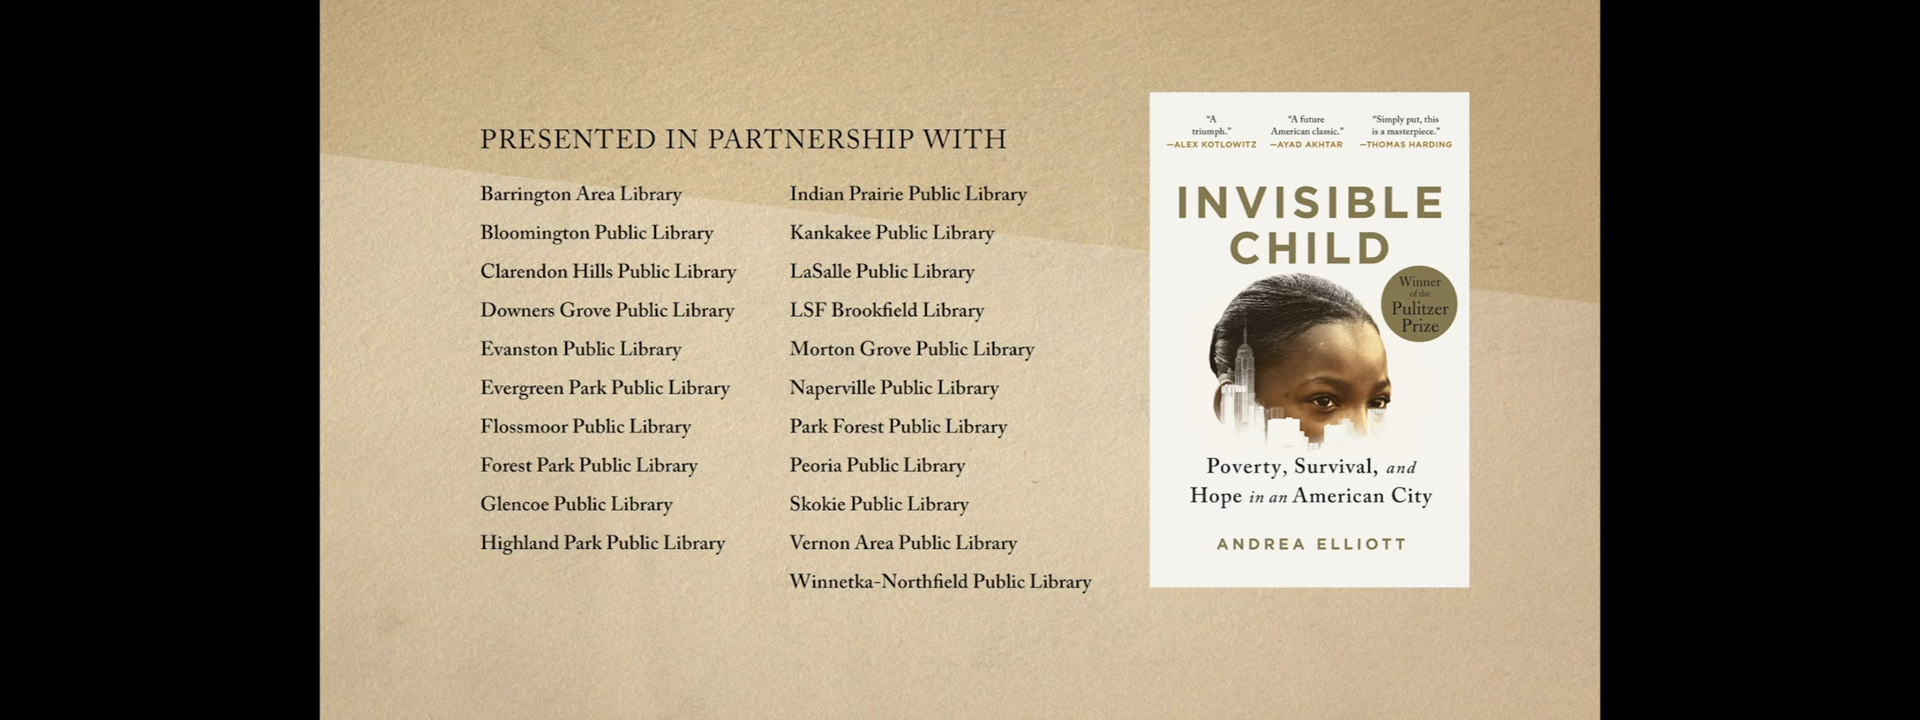 PRESENTED IN PARTNERSHIP WITH
Barrington Area Library
Bloomington Public Library
Clarendon Hills Public Library
Downers Grove Public Library
Evanston Public Library
Evergreen Park Public Library
Flossmoor Public Library
Forest Park Public Library
Glencoe Public Library
Highland Park Public Library
Indian Prairie Public Library
Kankakee Public Library
LaSalle Public Library
LSF Brookfield Library
Morton Grove Public Library
Naperville Public Library
Park Forest Public Library
Peoria Public Library
Skokie Public Library
Vernon Area Public Library
Winnetka-Northfield Public Library
“A
triumph.”
—ALEX KOTLOWITZ
“A future
American classic.”
—AYAD AKHTAR
“Simply put, this
is a masterpiece.”
—THOMAS HARDING
INVISIBLE
CHILD
Winner
of the
Pulitzer
Prize
Poverty, Survival, and
Hope in an American City
ANDREA ELLIOTT